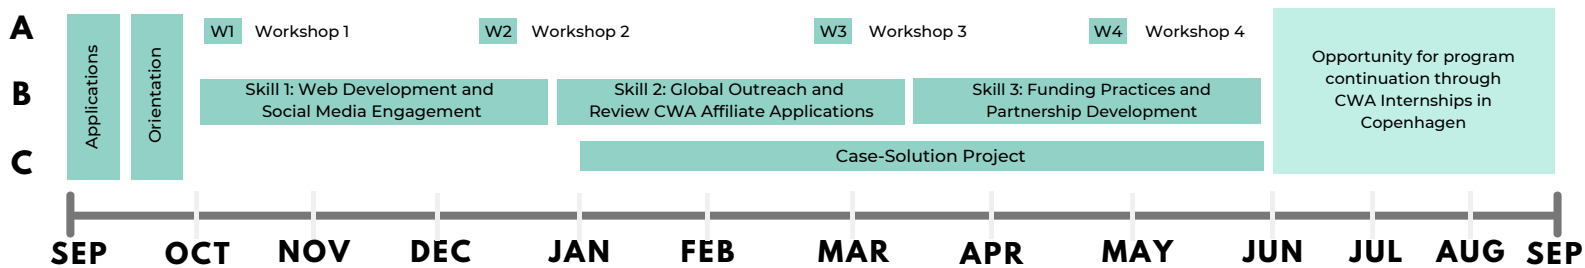 A
Applications
Orientation
W1 Workshop 1
W2 Workshop 2
W3 Workshop 3
W4 Workshop 4
Opportunity for program
continuation through
CWA Internships in
Copenhagen
B
Skill 1: Web Development and
Social Media Engagement
Skill 2: Global Outreach and
Review CWA Affiliate Applications
Skill 3: Funding Practices and
Partnership Development
C
Case-Solution Project
SEP OCT NOV DEC JAN FEB MAR APR MAY JUN JUL AUG SEP